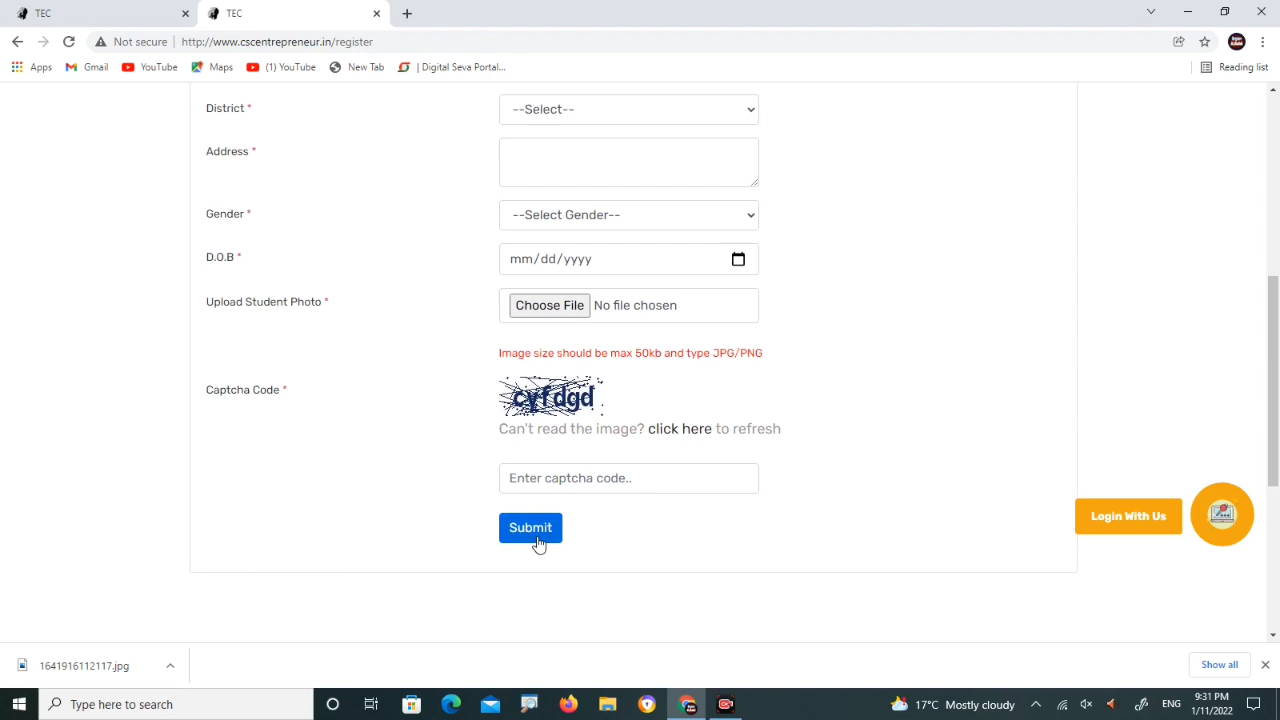 TEC
TEC
Not secure | http://www.cscentrepreneur.in/register
Apps Gmail YouTube Maps (1) YouTube New Tab | Digital Seva Portal... Reading list
District * --Select--
Address *
Gender * --Select Gender--
D.O.B * mm/dd/yyyy
Upload Student Photo * Choose File No file chosen
Image size should be max 50kb and type JPG/PNG
Captcha Code * cyfdgd
Can't read the image? click here to refresh
Enter captcha code..
Login With Us
Submit
1641916112117.jpg Show all
Type here to search 17°C Mostly cloudy ENG 9:31 PM
1/11/2022